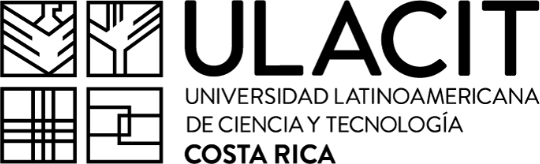 ULACIT
UNIVERSIDAD LATINOAMERICANA
DE CIENCIA Y TECNOLOGÍA
COSTA RICA